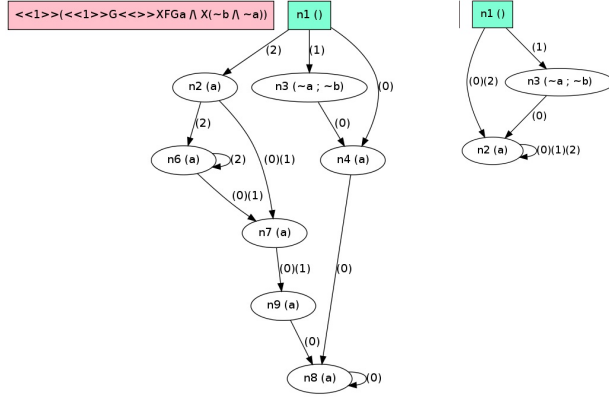 <<1>>(<<1>>G<<>>XFGa /\ X(~b /\ ~a))
n1 ()
n1 ()
(2)
(1)
(1)
n2 (a)
n3 (~a ; ~b)
(0)
(0)(2)
n3 (~a ; ~b)
(2)
(0)
(0)
n6 (a)
(2)
(0)(1)
n4 (a)
n2 (a)
(0)(1)(2)
(0)(1)
n7 (a)
(0)(1)
(0)
n9 (a)
(0)
n8 (a)
(0)